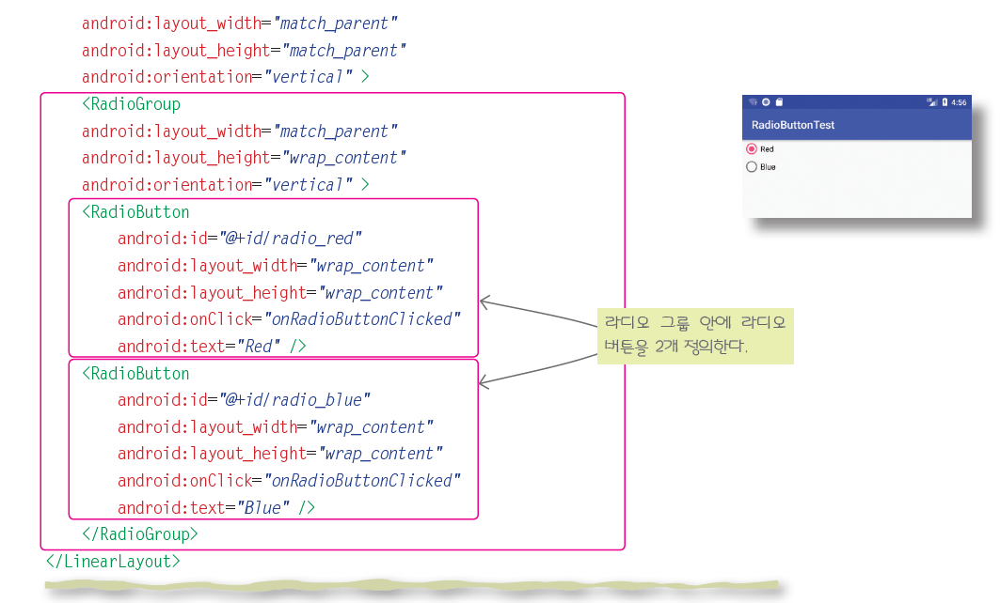 android:layout_width="match_parent"
android:layout_height="match_parent"
android:orientation="vertical" >
<RadioGroup
android:layout_width="match_parent"
android:layout_height="wrap_content"
android:orientation="vertical" >
<RadioButton
android:id="@+id/radio_red"
android:layout_width="wrap_content"
android:layout_height="wrap_content"
android:onClick="onRadioButtonClicked"
android:text="Red" />
<RadioButton
android:id="@+id/radio_blue"
android:layout_width="wrap_content"
android:layout_height="wrap_content"
android:onClick="onRadioButtonClicked"
android:text="Blue" />
</RadioGroup>
</LinearLayout>
4:56
RadioButtonTest
Red
Blue
라디오 그룹 안에 라디오
버튼을 2개 정의한다.